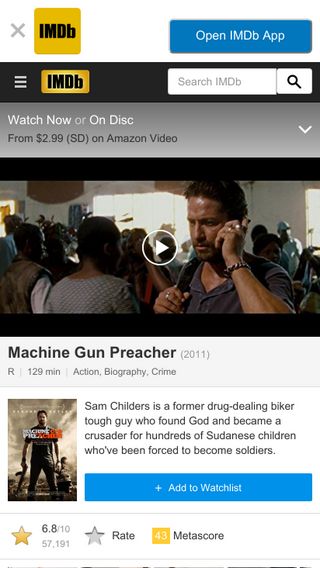 IMDb
Open IMDb App
IMDb
Search IMDb
Watch Now or On Disc
From $2.99 (SD) on Amazon Video
Machine Gun Preacher (2011)
R | 129 min | Action, Biography, Crime
MACHINE GUN
PREACHER
Sam Childers is a former drug-dealing biker
tough guy who found God and became a
crusader for hundreds of Sudanese children
who've been forced to become soldiers.
+ Add to Watchlist
6.8/10
57,191
Rate
43 Metascore